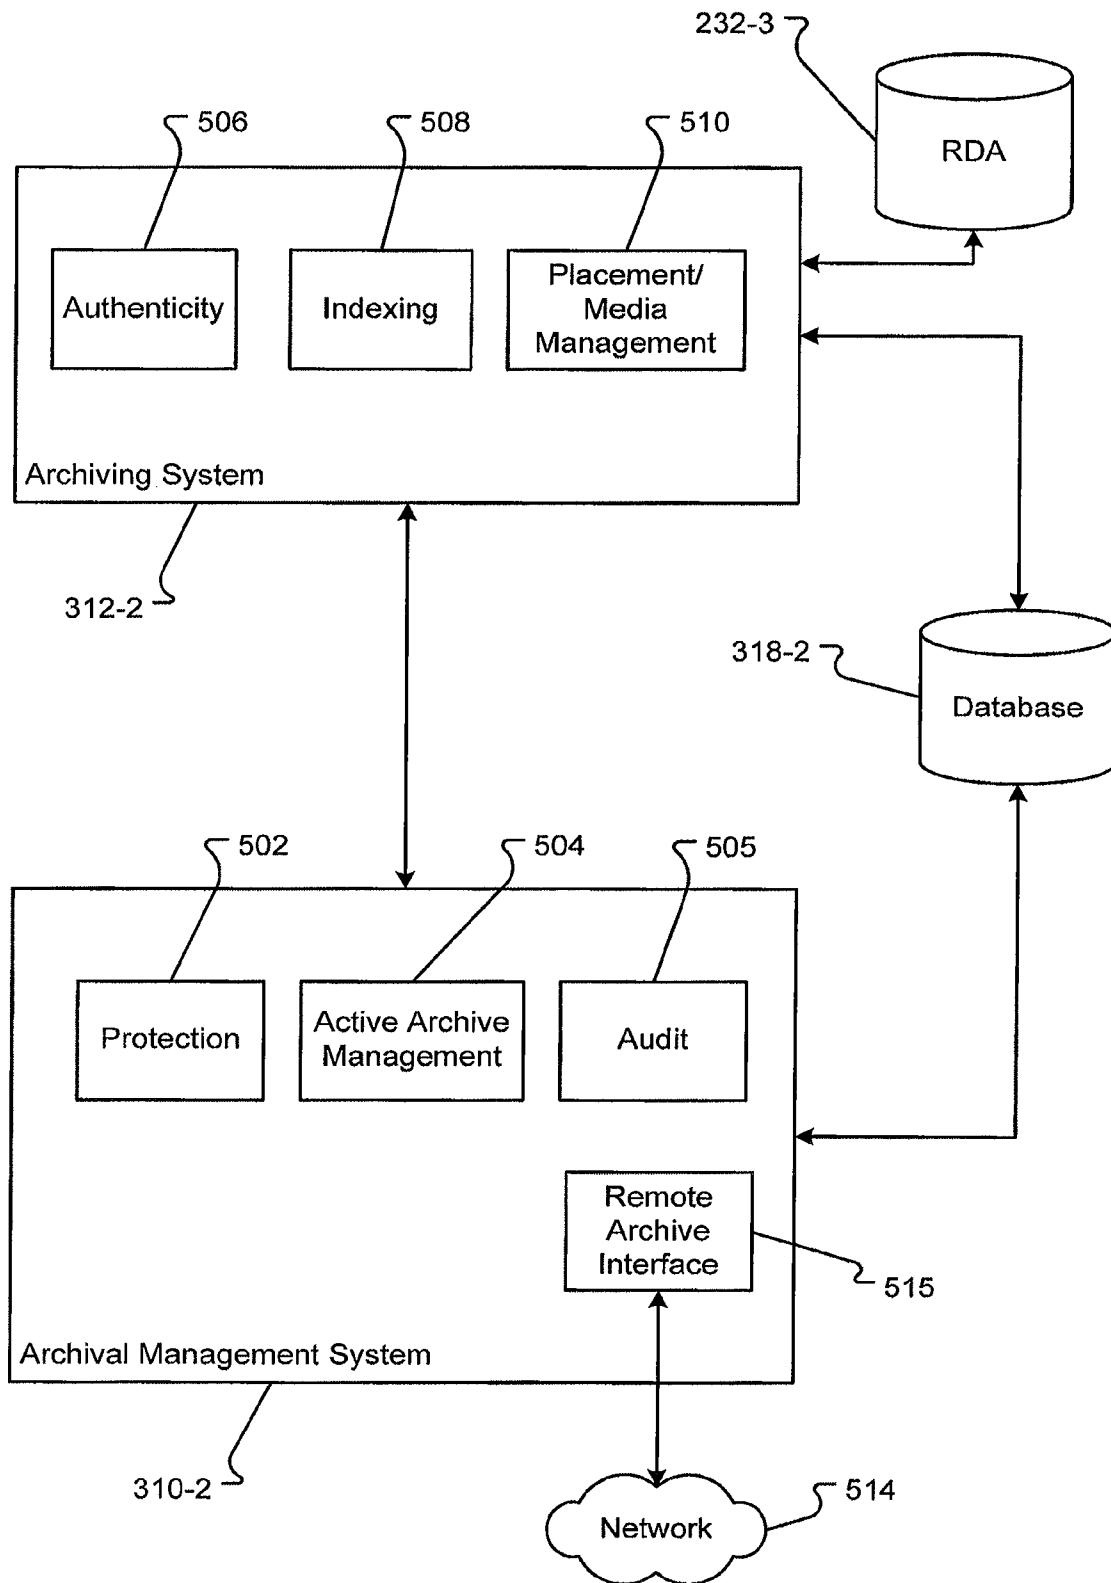 232-3
RDA
506
508
510
Authenticity
Indexing
Placement/
Media
Management
Archiving System
312-2
318-2
Database
502
504
505
Protection
Active Archive
Management
Audit
Remote
Archive
Interface
515
Archival Management System
310-2
514
Network